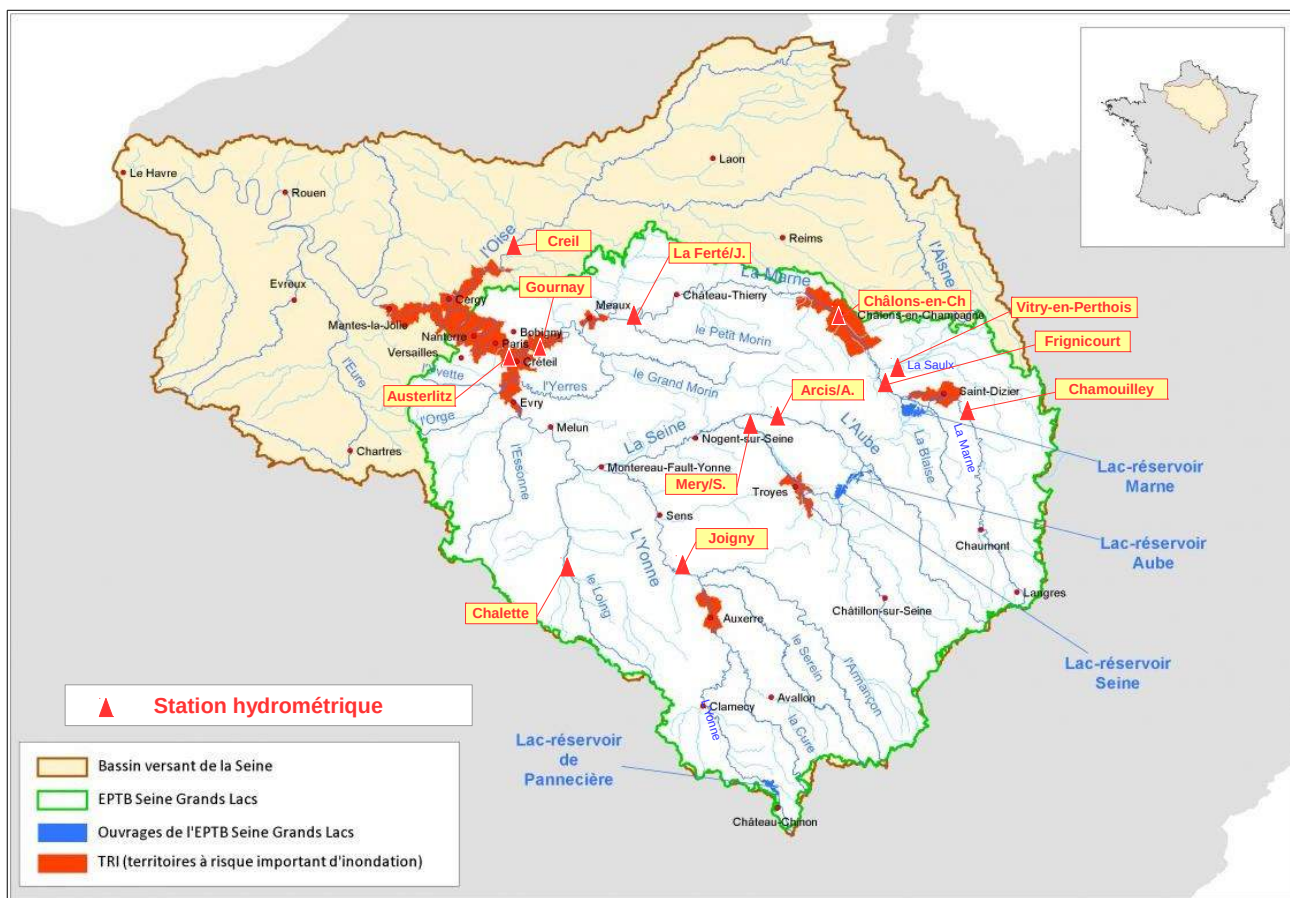 Laon
Le Havre
Rouen
l'Oise
Creil
Reims
l'Aisne
La Ferté/J.
La Marne
Gournay
Evreux
Cergy
Meaux
Château-Thierry
Châlons-en-Ch
Châlons-en-Champagne
Vitry-en-Perthois
Mantes-la-Jolie
Nanterre
Bobigny
Paris
le Petit Morin
Frignicourt
Versailles
Créteil
l'Yvette
La Saulx
l'Eure
l'Yerres
le Grand Morin
Arcis/A.
Saint-Dizier
Chamouilley
Austerlitz
Evry
l'Orge
Melun
La Seine
Nogent-sur-Seine
L'Aube
La Blaise
La Marne
Chartres
l'Essonne
Montereau-Fault-Yonne
Mery/S.
Troyes
Lac-réservoir
Marne
Sens
L'Yonne
Joigny
Chaumont
Lac-réservoir
Aube
Chalette
le Loing
Châtillon-sur-Seine
Langres
Auxerre
le Serein
l'Armançon
Lac-réservoir
Seine
Avallon
Clamecy
L'Yonne
la Cure
Lac-réservoir
de
Pannecière
Château-Chinon
Station hydrométrique
Bassin versant de la Seine
EPTB Seine Grands Lacs
Ouvrages de l'EPTB Seine Grands Lacs
TRI (territoires à risque important d'inondation)